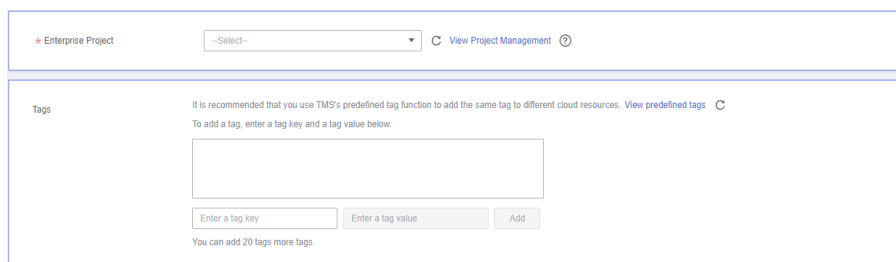 * Enterprise Project --Select-- View Project Management ?
Tags It is recommended that you use TMS's predefined tag function to add the same tag to different cloud resources. View predefined tags
To add a tag, enter a tag key and a tag value below.
Enter a tag key Enter a tag value Add
You can add 20 tags more tags.